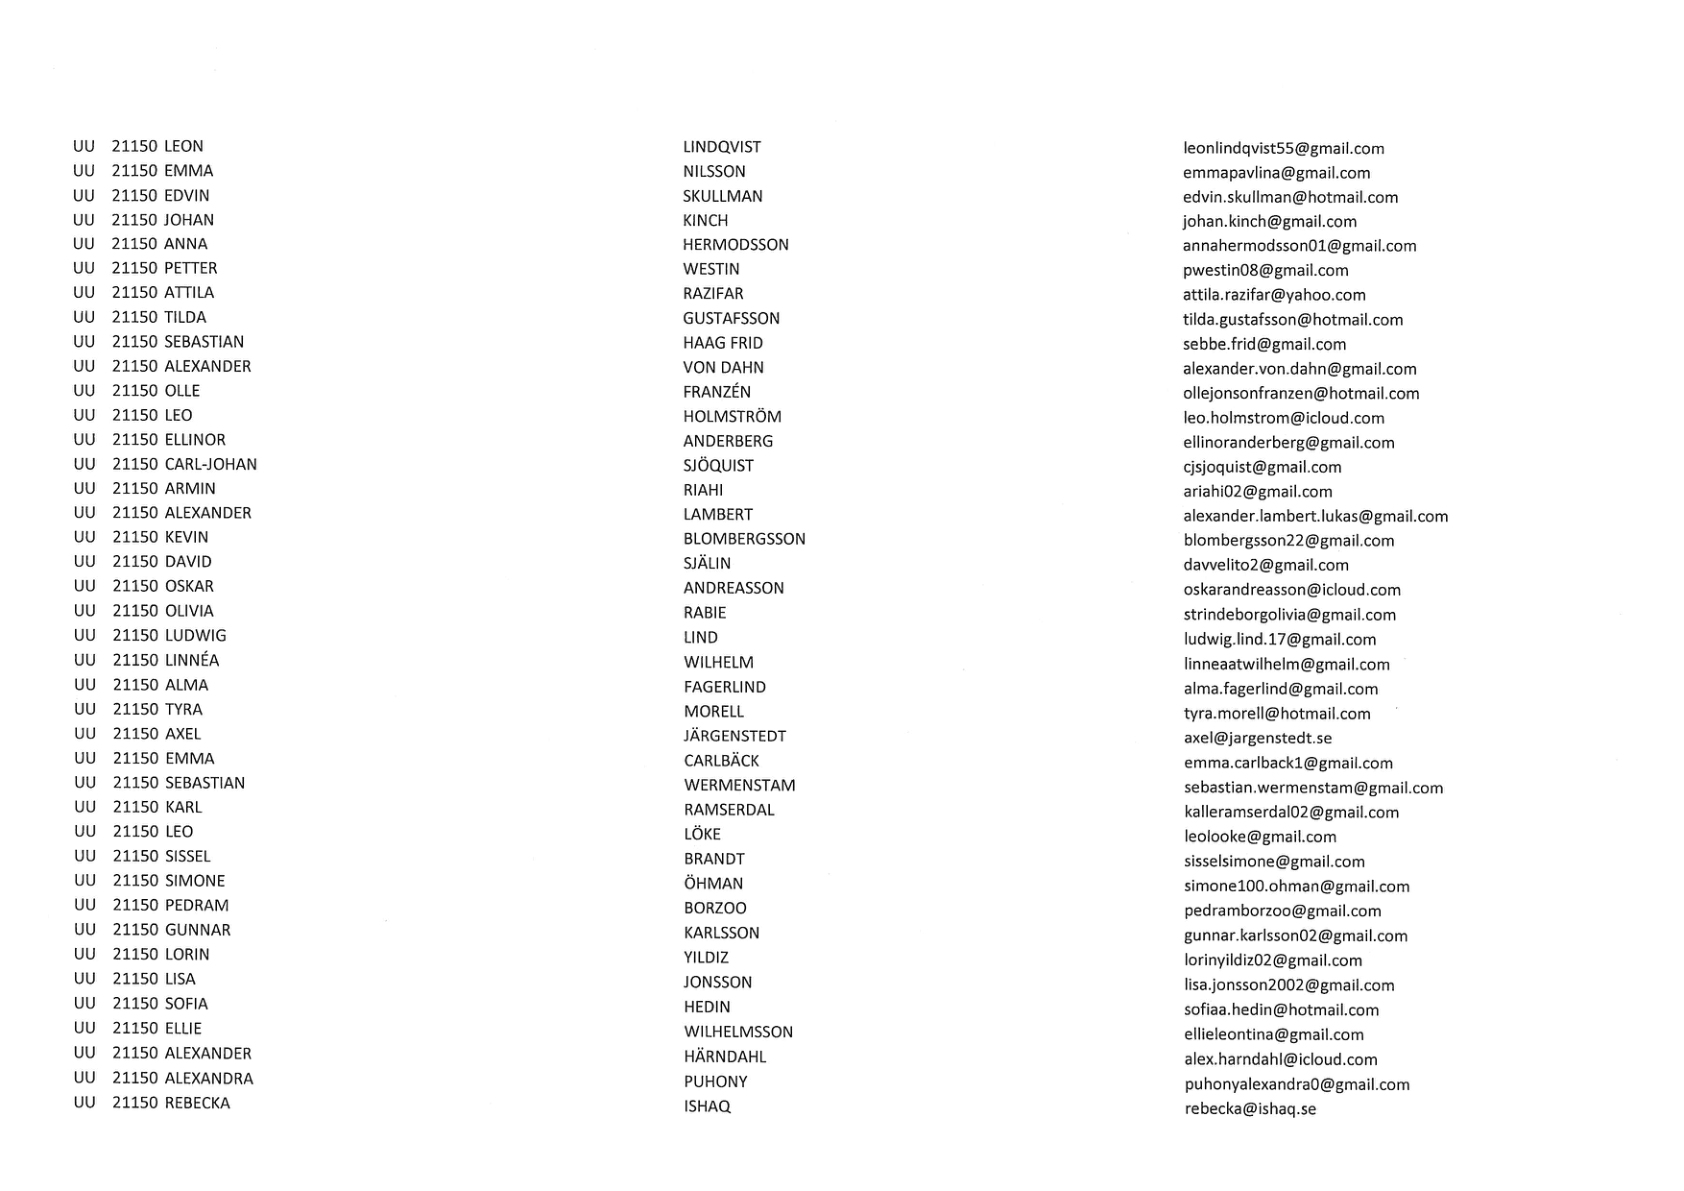 UU 21150 LEON LINDQVIST leonlindqvist55@gmail.com
UU 21150 EMMA NILSSON emmapavlina@gmail.com
UU 21150 EDVIN SKULLMAN edvin.skullman@hotmail.com
UU 21150 JOHAN KINCH johan.kinch@gmail.com
UU 21150 ANNA HERMODSSON annahermodsson01@gmail.com
UU 21150 PETTER WESTIN pwestin08@gmail.com
UU 21150 ATTILA RAZIFAR attila.razifar@yahoo.com
UU 21150 TILDA GUSTAFSSON tilda.gustafsson@hotmail.com
UU 21150 SEBASTIAN HAAG FRID sebbe.frid@gmail.com
UU 21150 ALEXANDER VON DAHN alexander.von.dahn@gmail.com
UU 21150 OLLE FRANZÉN ollejonsonfranzen@hotmail.com
UU 21150 LEO HOLMSTRÖM leo.holmstrom@icloud.com
UU 21150 ELLINOR ANDERBERG ellinoranderberg@gmail.com
UU 21150 CARL-JOHAN SJÖQUIST cjsjoquist@gmail.com
UU 21150 ARMIN RIAHI ariahi02@gmail.com
UU 21150 ALEXANDER LAMBERT alexander.lambert.lukas@gmail.com
UU 21150 KEVIN BLOMBERGSSON blombergsson22@gmail.com
UU 21150 DAVID SJÄLIN davvelito2@gmail.com
UU 21150 OSKAR ANDREASSON oskarandreasson@icloud.com
UU 21150 OLIVIA RABIE strindeborgolivia@gmail.com
UU 21150 LUDWIG LIND ludwig.lind.17@gmail.com
UU 21150 LINNÉA WILHELM linneaatwilhelm@gmail.com
UU 21150 ALMA FAGERLIND alma.fagerlind@gmail.com
UU 21150 TYRA MORELL tyra.morell@hotmail.com
UU 21150 AXEL JÄRGENSTEDT axel@jargenstedt.se
UU 21150 EMMA CARLBÄCK emma.carlback1@gmail.com
UU 21150 SEBASTIAN WERMENSTAM sebastian.wermenstam@gmail.com
UU 21150 KARL RAMSERDAL kalleramserdal02@gmail.com
UU 21150 LEO LÖKE leolooke@gmail.com
UU 21150 SISSEL BRANDT sisselsimone@gmail.com
UU 21150 SIMONE ÖHMAN simone100.ohman@gmail.com
UU 21150 PEDRAM BORZOO pedramborzoo@gmail.com
UU 21150 GUNNAR KARLSSON gunnar.karlsson02@gmail.com
UU 21150 LORIN YILDIZ lorinyildiz02@gmail.com
UU 21150 LISA JONSSON lisa.jonsson2002@gmail.com
UU 21150 SOFIA HEDIN sofiaa.hedin@hotmail.com
UU 21150 ELLIE WILHELMSSON ellieleontina@gmail.com
UU 21150 ALEXANDER HÄRNDAHL alex.harndahl@icloud.com
UU 21150 ALEXANDRA PUHONY puhonyalexandra0@gmail.com
UU 21150 REBECKA ISHAQ rebecka@ishaq.se